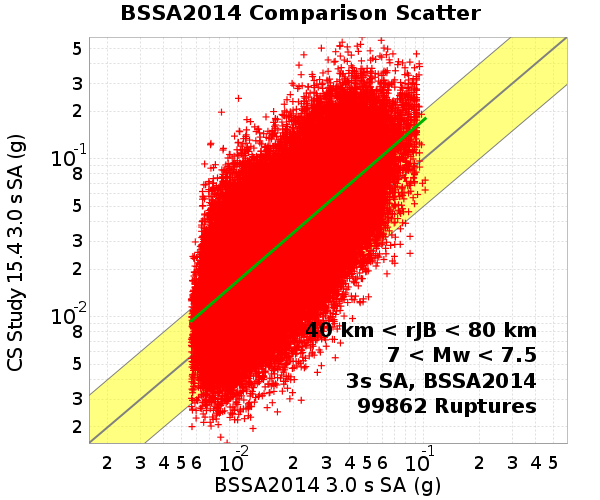 BSSA2014 Comparison Scatter
CS Study 15.4 3.0 s SA (g)
5
3
2
10-1
8
5
3
2
10-2
8
5
3
2
40 km < rJB < 80 km
7 < Mw < 7.5
3s SA, BSSA2014
99862 Ruptures
2 3 4 5 6 10-2 2 3 4 5 6 10-1 2 3 4 5
BSSA2014 3.0 s SA (g)